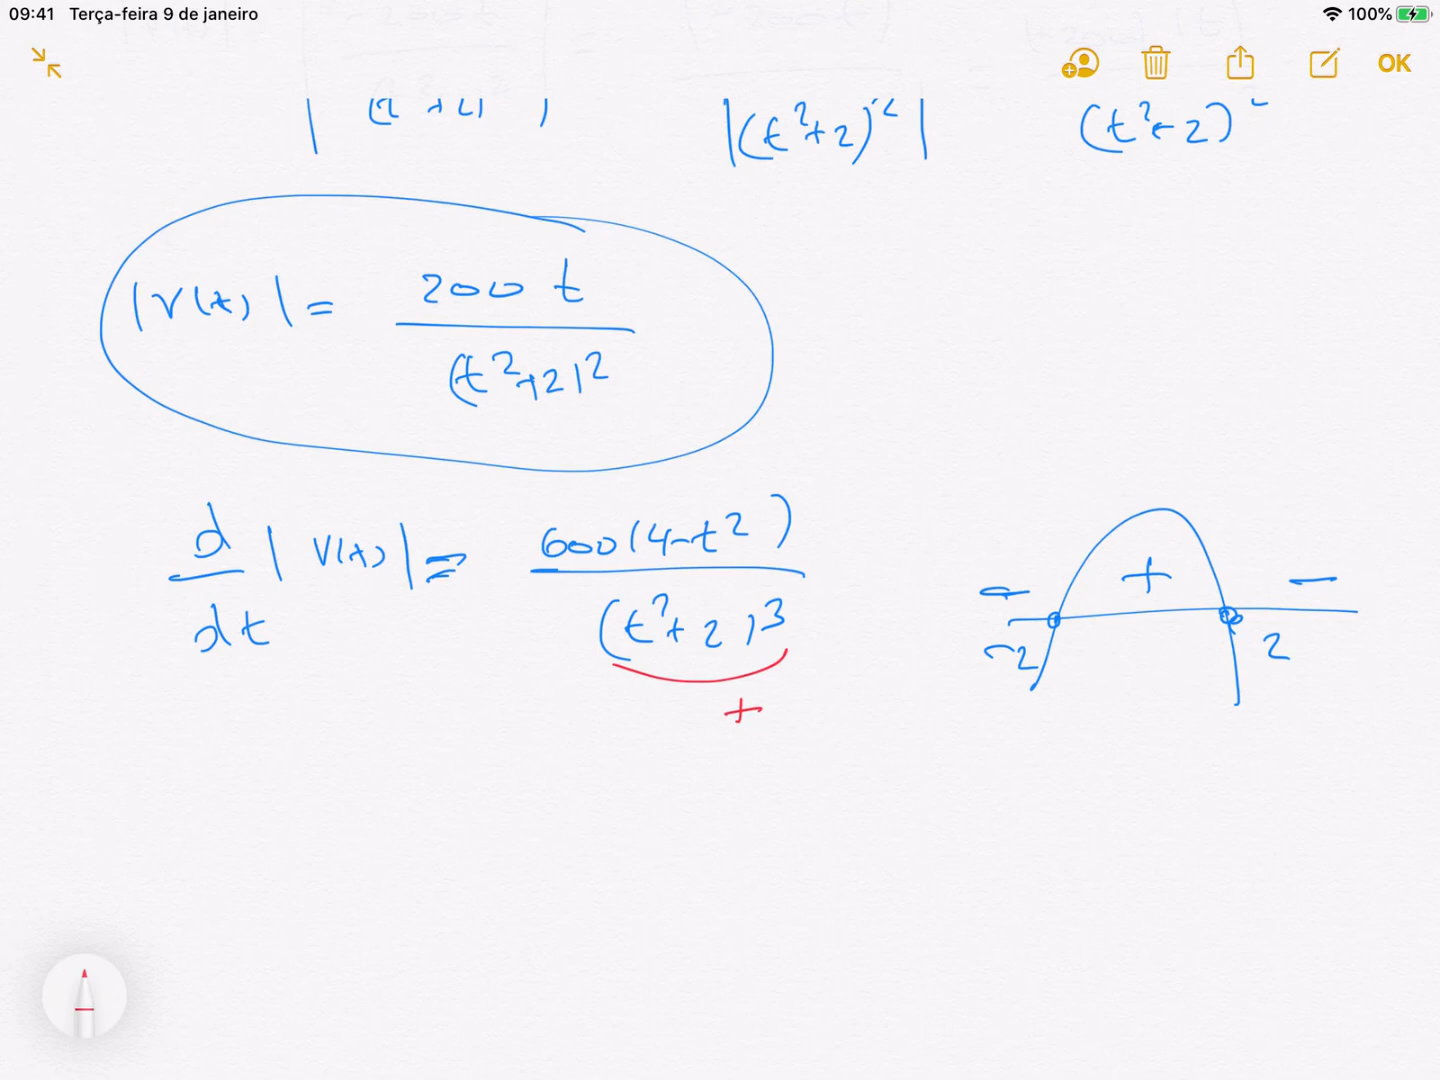 09:41 Terça-feira 9 de janeiro 100%
OK
|(t²+2)²| (t²+2)²
|v(t)| = 200 t / (t²+2)²
d/dt |v(t)| = 600(4-t²) / (t²+2)³
+
- + -
-2 2